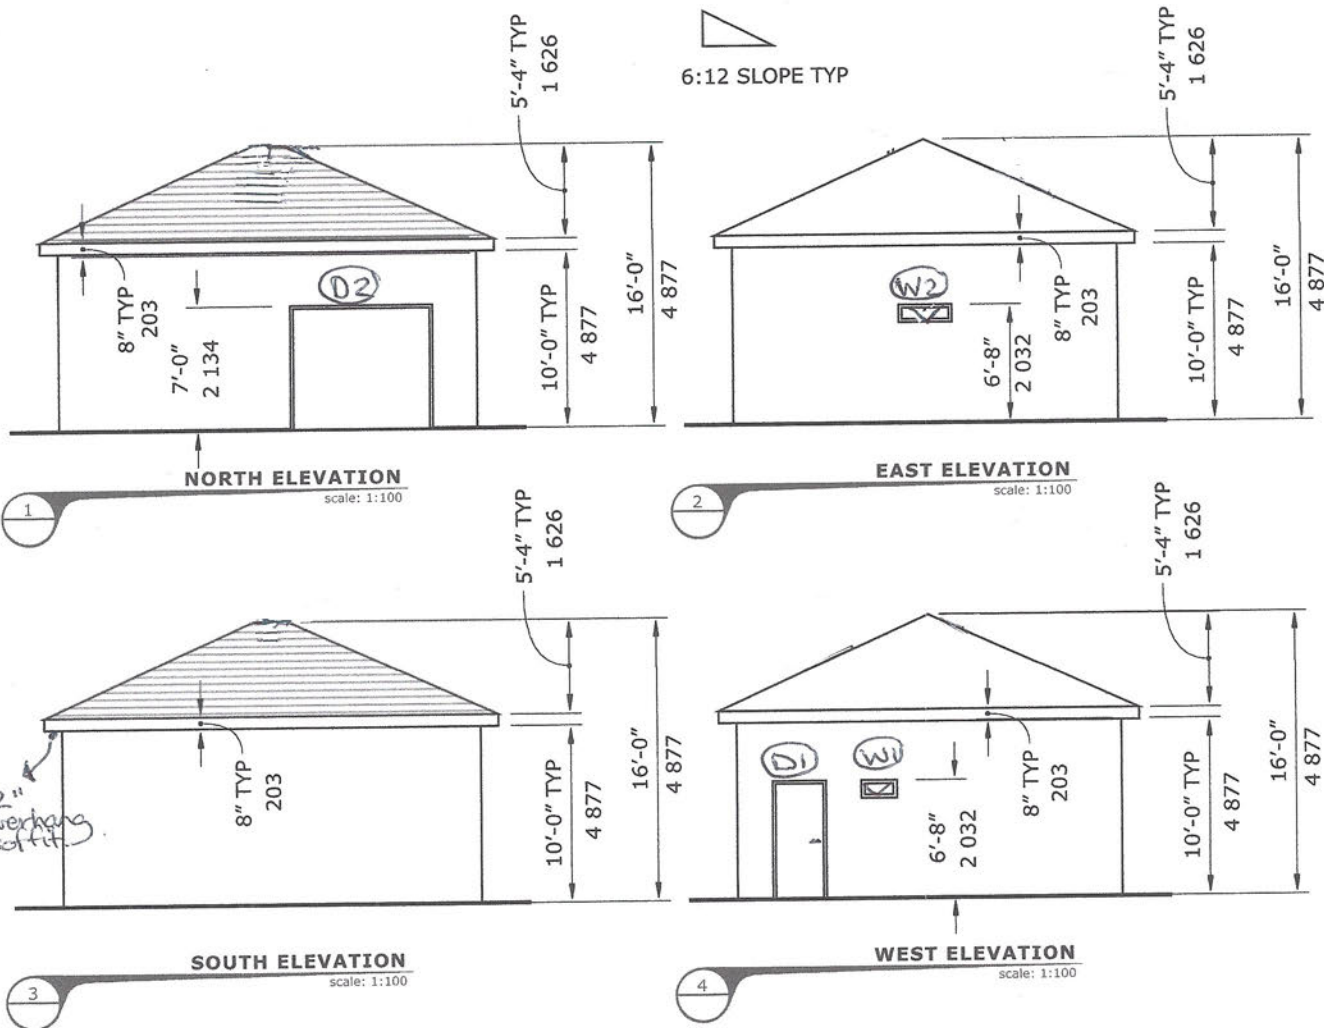 6:12 SLOPE TYP
5'-4" TYP
1 626
D2
8" TYP
203
7'-0"
2 134
10'-0" TYP
4 877
16'-0"
4 877
NORTH ELEVATION
scale: 1:100
1
5'-4" TYP
1 626
W2
6'-8"
2 032
8" TYP
203
10'-0" TYP
4 877
16'-0"
4 877
EAST ELEVATION
scale: 1:100
2
5'-4" TYP
1 626
8" TYP
203
10'-0" TYP
4 877
16'-0"
4 877
2"
verhang
soffit
SOUTH ELEVATION
scale: 1:100
3
5'-4" TYP
1 626
D1
W1
6'-8"
2 032
8" TYP
203
10'-0" TYP
4 877
16'-0"
4 877
WEST ELEVATION
scale: 1:100
4